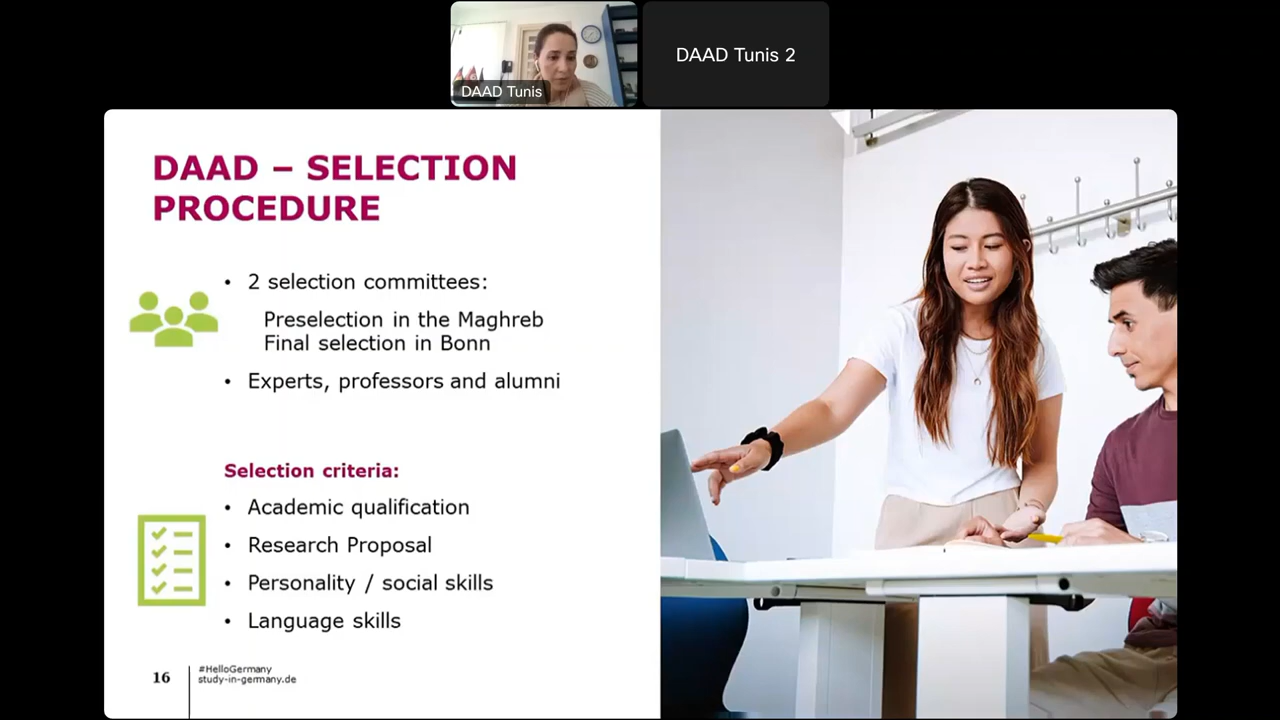 DAAD Tunis
DAAD Tunis 2
DAAD – SELECTION
PROCEDURE
• 2 selection committees:
Preselection in the Maghreb
Final selection in Bonn
• Experts, professors and alumni
Selection criteria:
• Academic qualification
• Research Proposal
• Personality / social skills
• Language skills
16
#HelloGermany
study-in-germany.de